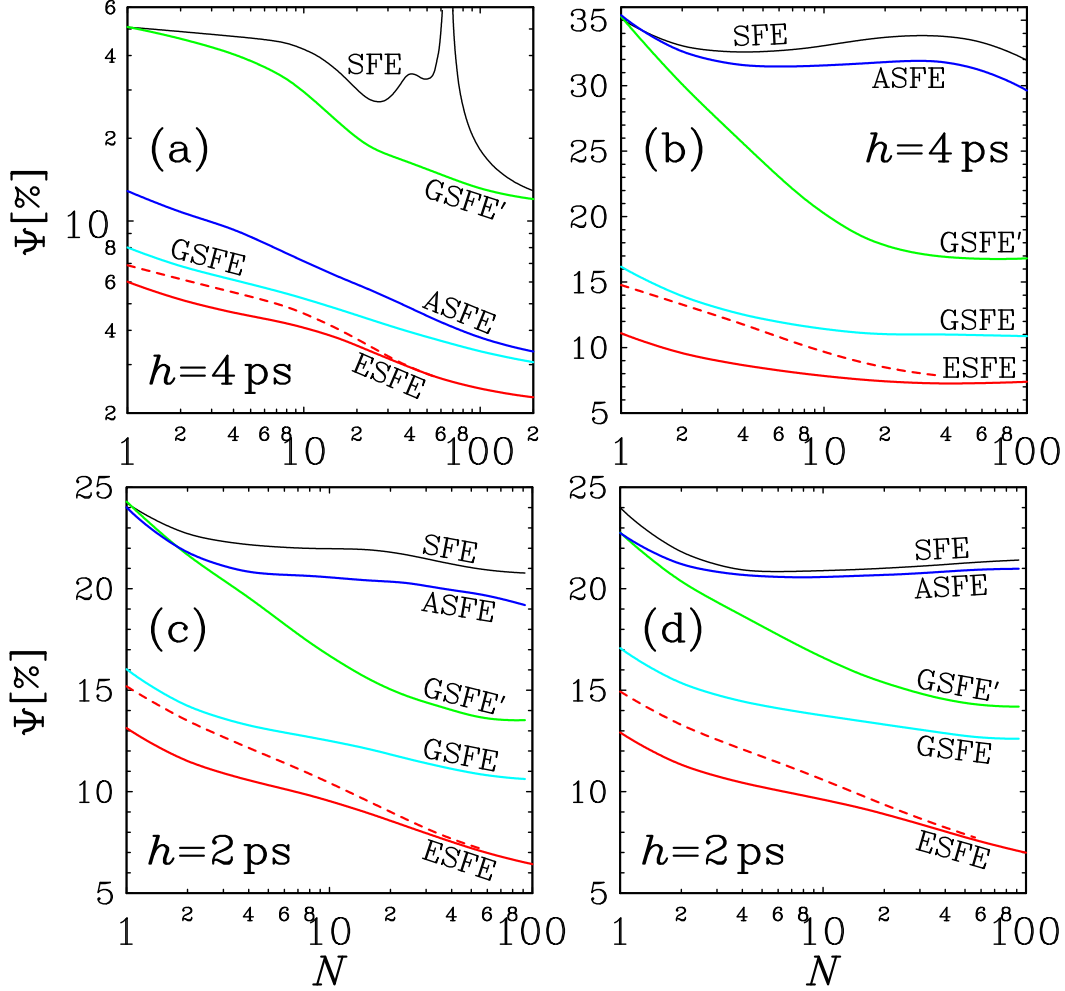 6
4
2
10
8
6
4
2
Ψ[%]
SFE
(a)
GSFE′
GSFE
ASFE
ESFE
h=4 ps
1 2 4 6 8 10 2 4 6 8 100 2
35
30
25
20
15
10
5
SFE
ASFE
(b)
h=4 ps
GSFE′
GSFE
ESFE
1 2 4 6 8 10 2 4 6 8 100
25
20
15
10
5
Ψ[%]
SFE
ASFE
(c)
GSFE′
GSFE
h=2 ps
ESFE
1 2 4 6 8 10 2 4 6 8 100
N
25
20
15
10
5
SFE
ASFE
(d)
GSFE′
GSFE
h=2 ps
ESFE
1 2 4 6 8 10 2 4 6 8 100
N